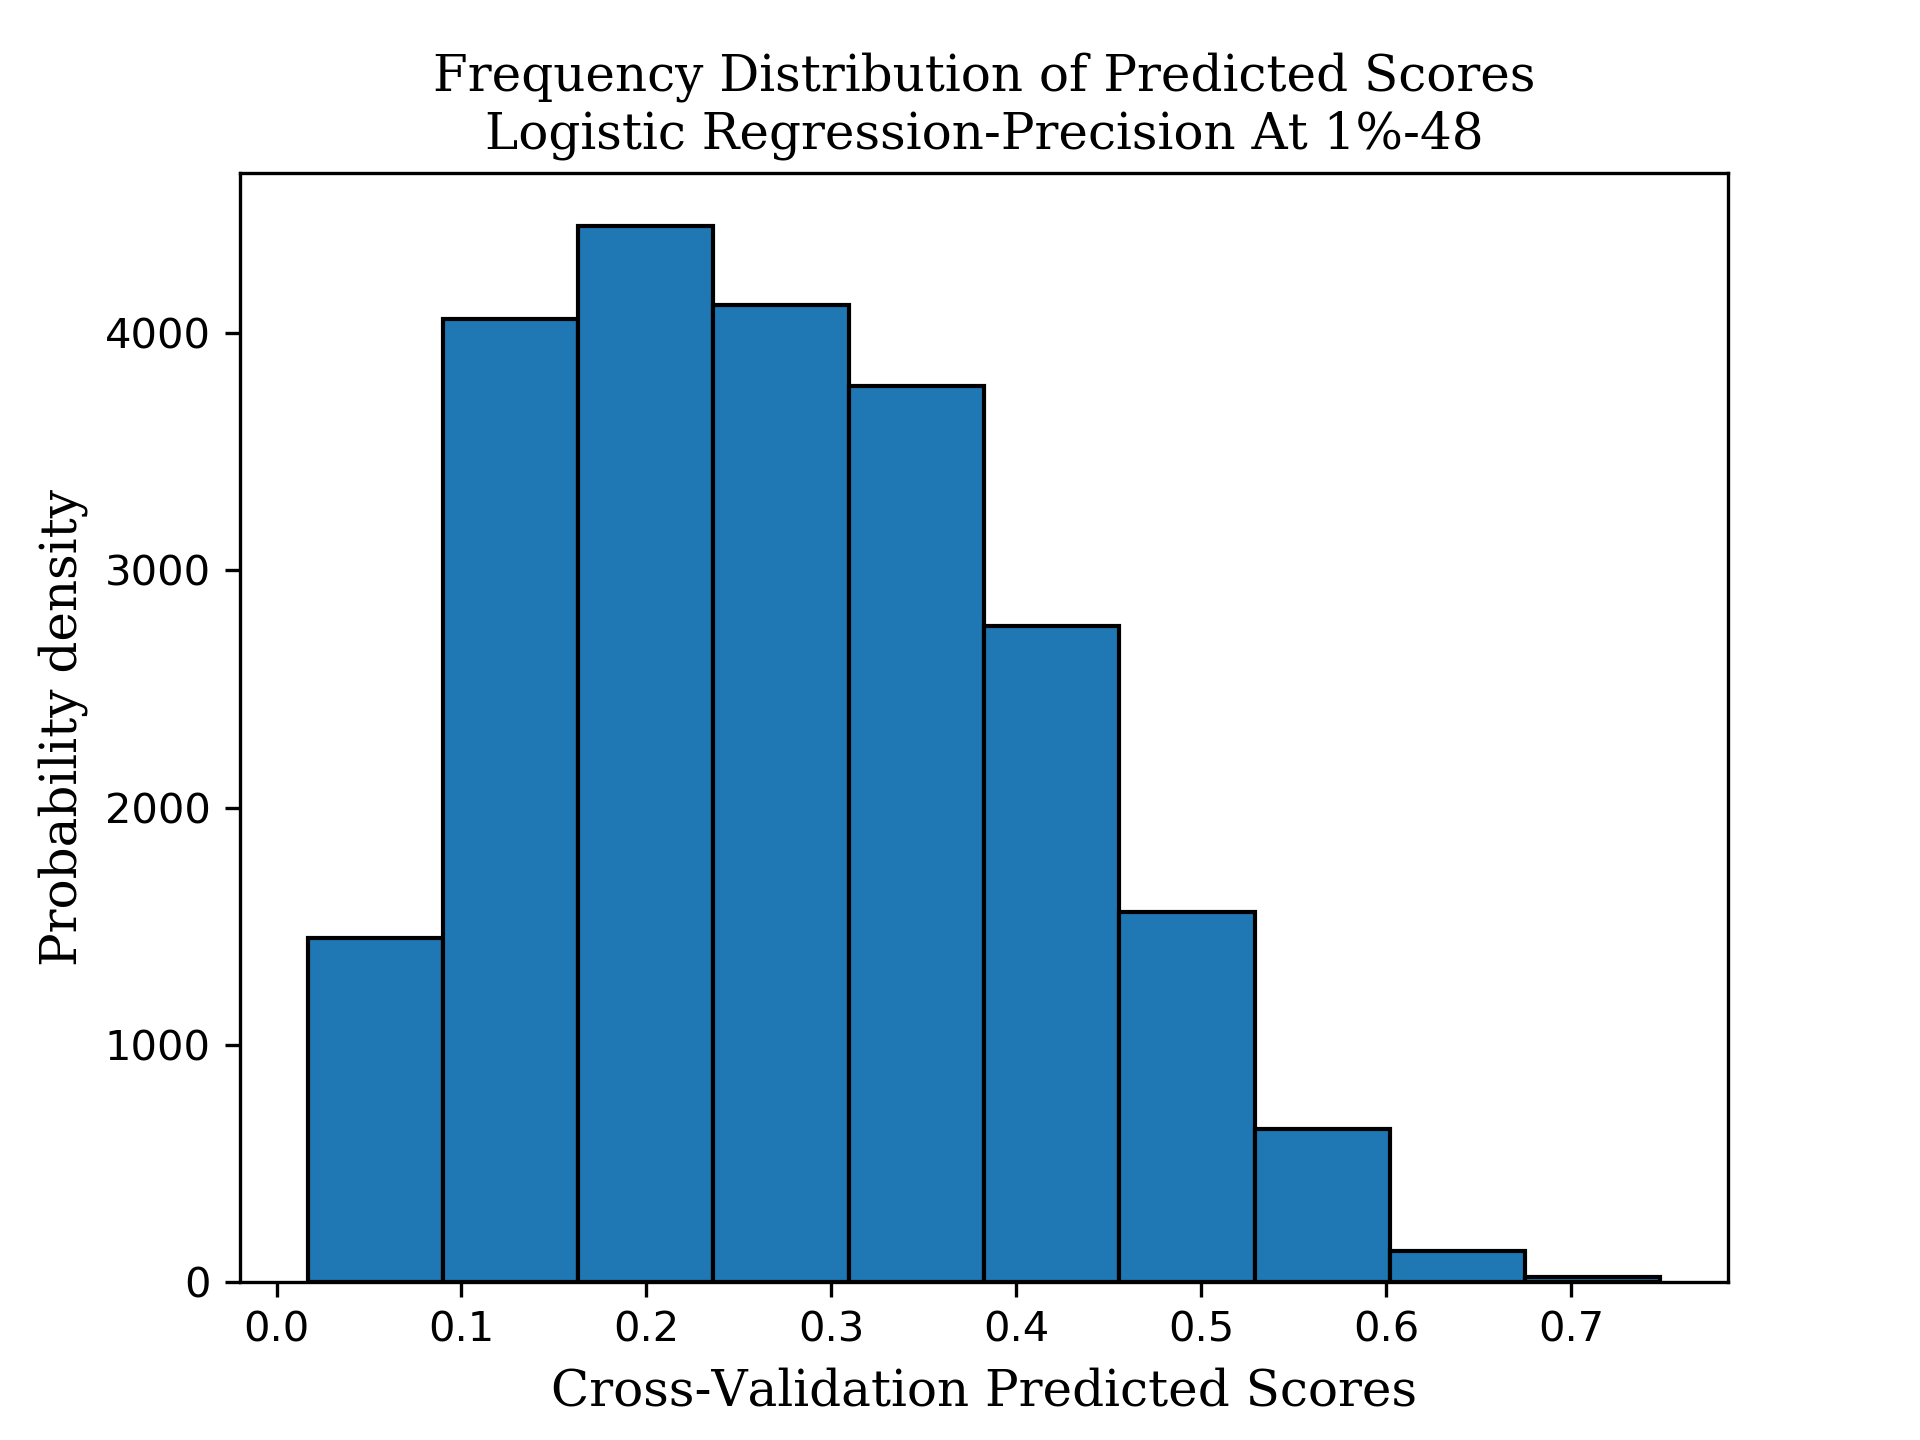 Frequency Distribution of Predicted Scores
Logistic Regression-Precision At 1%-48
Probability density
4000
3000
2000
1000
0
0.0 0.1 0.2 0.3 0.4 0.5 0.6 0.7
Cross-Validation Predicted Scores